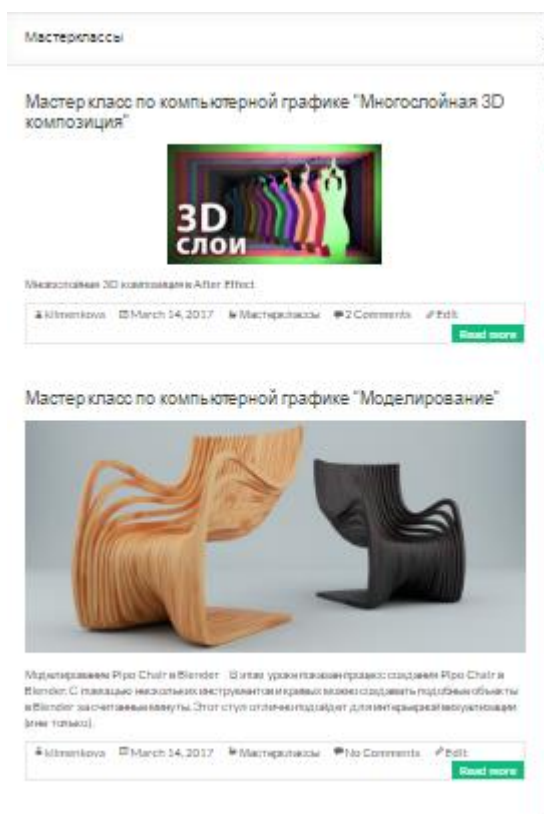 Мастерклассы
Мастер класс по компьютерной графике "Многослойная 3D
композиция"
3D
СЛОИ
Многослойная 3D композиция в After Effect
klimenkova March 14, 2017 Мастерклассы 2 Comments Edit
Read more
Мастер класс по компьютерной графике "Моделирование"
Моделирование Pipo Chair в Blender В этом уроке показан процесс создания Pipo Chair в
Blender. С помощью нескольких инструментов и кривых можно создавать подобные объекты
в Blender за считанные минуты. Этот стул отлично подойдет для интерьерной визуализации
(и не только).
klimenkova March 14, 2017 Мастерклассы No Comments Edit
Read more